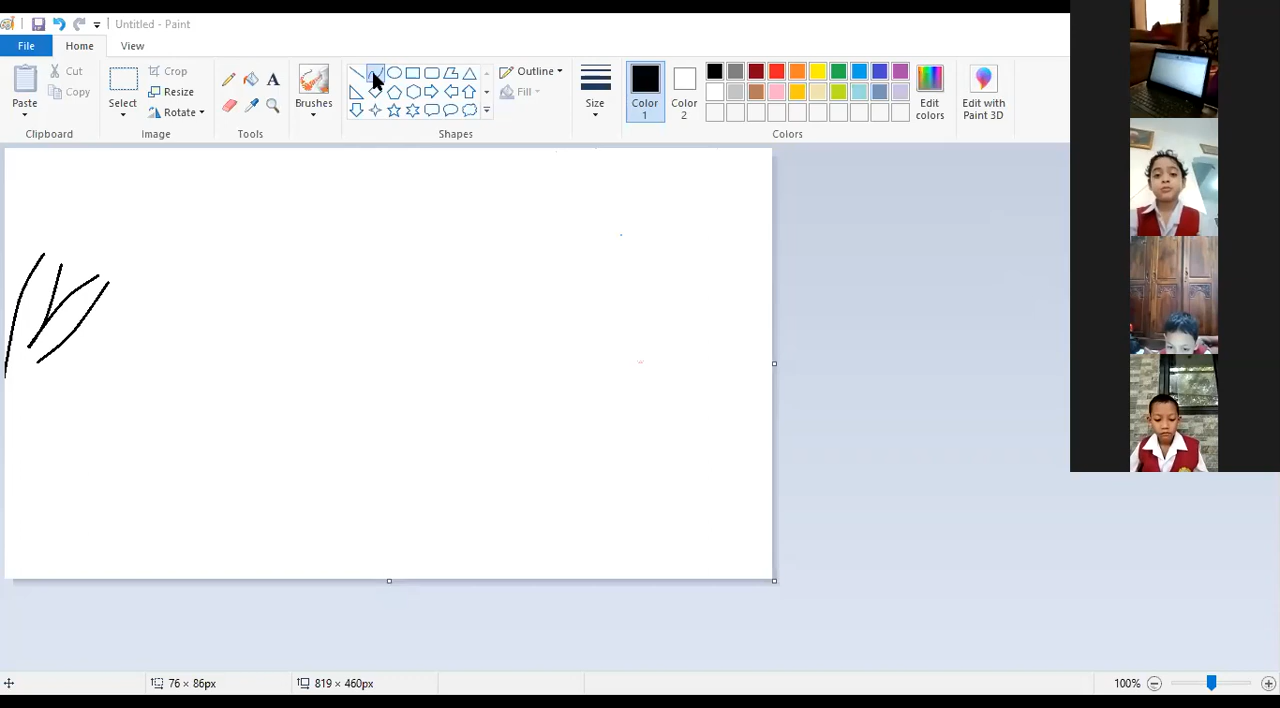 Untitled - Paint
File Home View
Paste Cut Copy Clipboard
Select Crop Resize Rotate Image
Tools
Brushes
Shapes
Outline Fill
Size
Color 1
Color 2
Colors
Edit colors
Edit with Paint 3D
76 × 86px
819 × 460px
100%